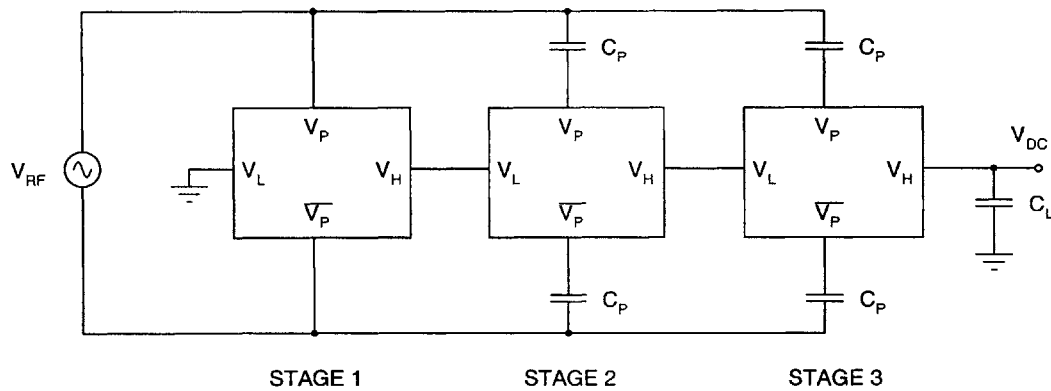 C_P C_P
V_P V_P V_P V_DC
V_RF V_L V_H V_L V_H V_L V_H
V̅_P̅ V̅_P̅ V̅_P̅ C_L
C_P C_P
STAGE 1 STAGE 2 STAGE 3